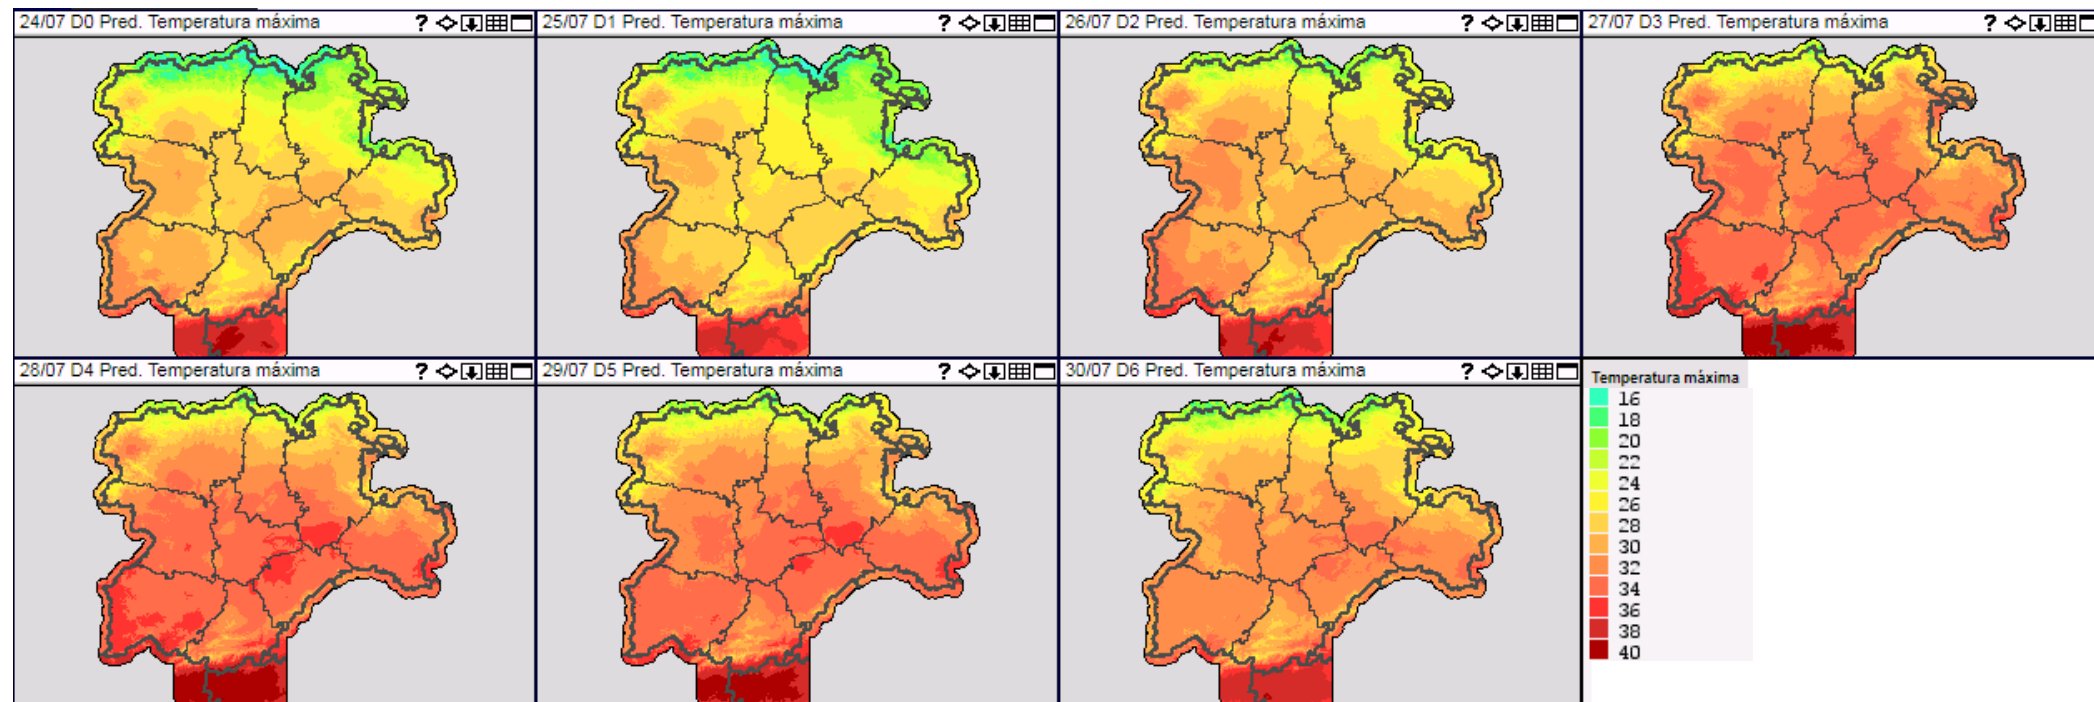 24/07 D0 Pred. Temperatura máxima ?
25/07 D1 Pred. Temperatura máxima ?
26/07 D2 Pred. Temperatura máxima ?
27/07 D3 Pred. Temperatura máxima ?
28/07 D4 Pred. Temperatura máxima ?
29/07 D5 Pred. Temperatura máxima ?
30/07 D6 Pred. Temperatura máxima ?
Temperatura máxima
16
18
20
22
24
26
28
30
32
34
36
38
40